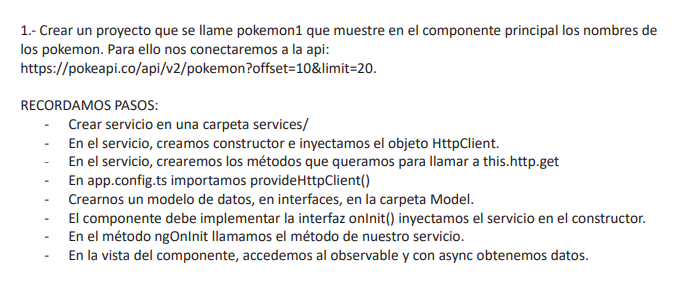 1.- Crear un proyecto que se llame pokemon1 que muestre en el componente principal los nombres de
los pokemon. Para ello nos conectaremos a la api:
https://pokeapi.co/api/v2/pokemon?offset=10&limit=20.
RECORDAMOS PASOS:
- Crear servicio en una carpeta services/
- En el servicio, creamos constructor e inyectamos el objeto HttpClient.
- En el servicio, crearemos los métodos que queramos para llamar a this.http.get
- En app.config.ts importamos provideHttpClient()
- Crearnos un modelo de datos, en interfaces, en la carpeta Model.
- El componente debe implementar la interfaz onInit() inyectamos el servicio en el constructor.
- En el método ngOnInit llamamos el método de nuestro servicio.
- En la vista del componente, accedemos al observable y con async obtenemos datos.